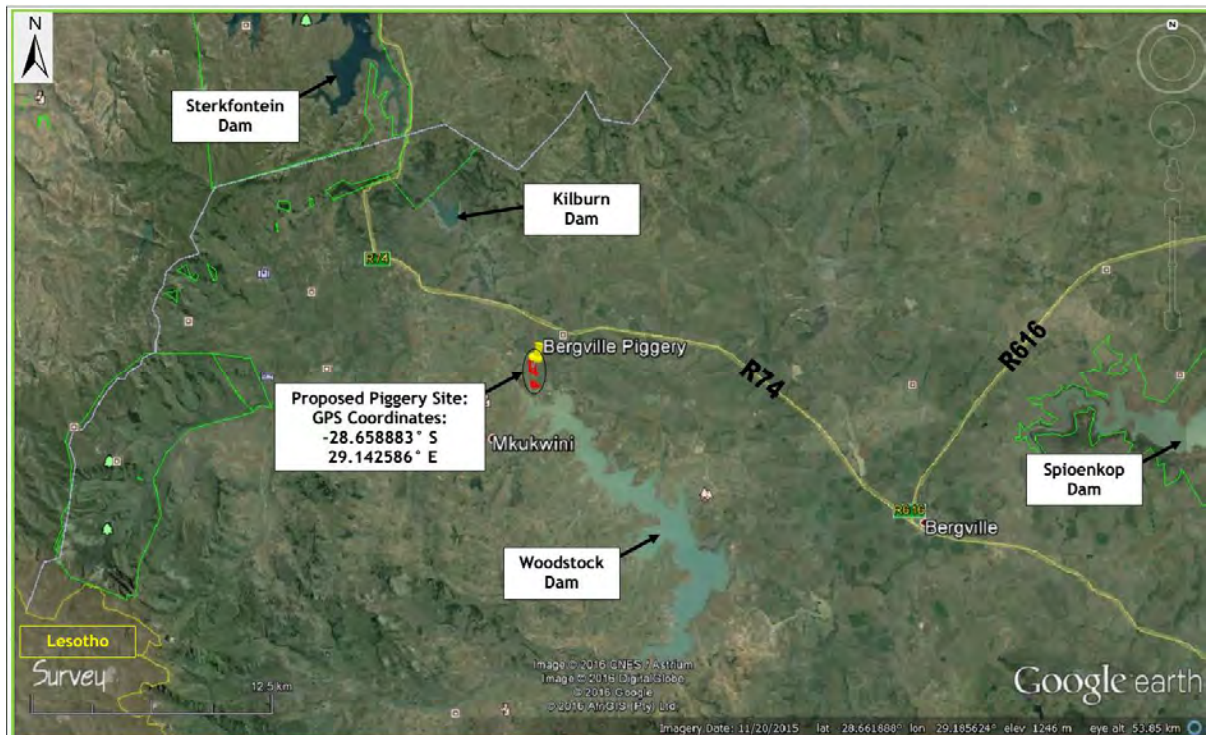 N
N
Sterkfontein
Dam
Kilburn
Dam
R74
Bergville Piggery
R74
R616
Proposed Piggery Site:
GPS Coordinates:
-28.658883° S
29.142586° E
Mkukwini
Spioenkop
Dam
R616
Bergville
Woodstock
Dam
Lesotho
Survey
12.5 km
Image © 2016 CNES / Astrium
Image © 2016 DigitalGlobe
© 2016 Google
© 2016 AfriGIS (Pty) Ltd.
Google earth
Imagery Date: 11/20/2015 lat -28.661888° lon 29.185624° elev 1246 m eye alt 53.85 km